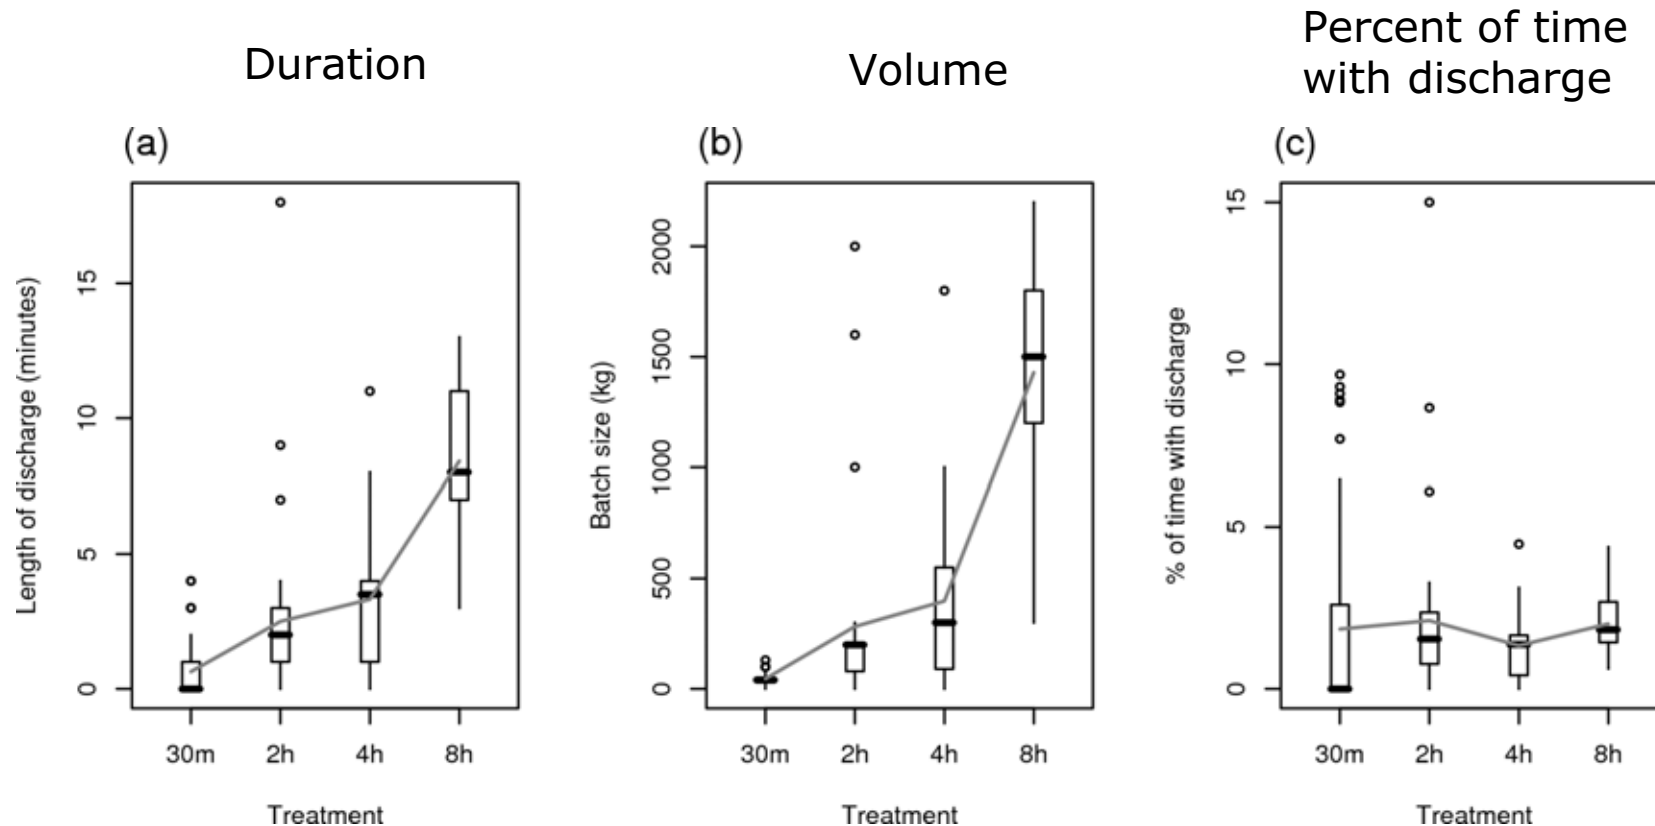 Duration
Volume
Percent of time
with discharge
(a)
Length of discharge (minutes)
15
10
5
0
30m 2h 4h 8h
Treatment
(b)
Batch size (kg)
2000
1500
1000
500
0
30m 2h 4h 8h
Treatment
(c)
% of time with discharge
15
10
5
0
30m 2h 4h 8h
Treatment